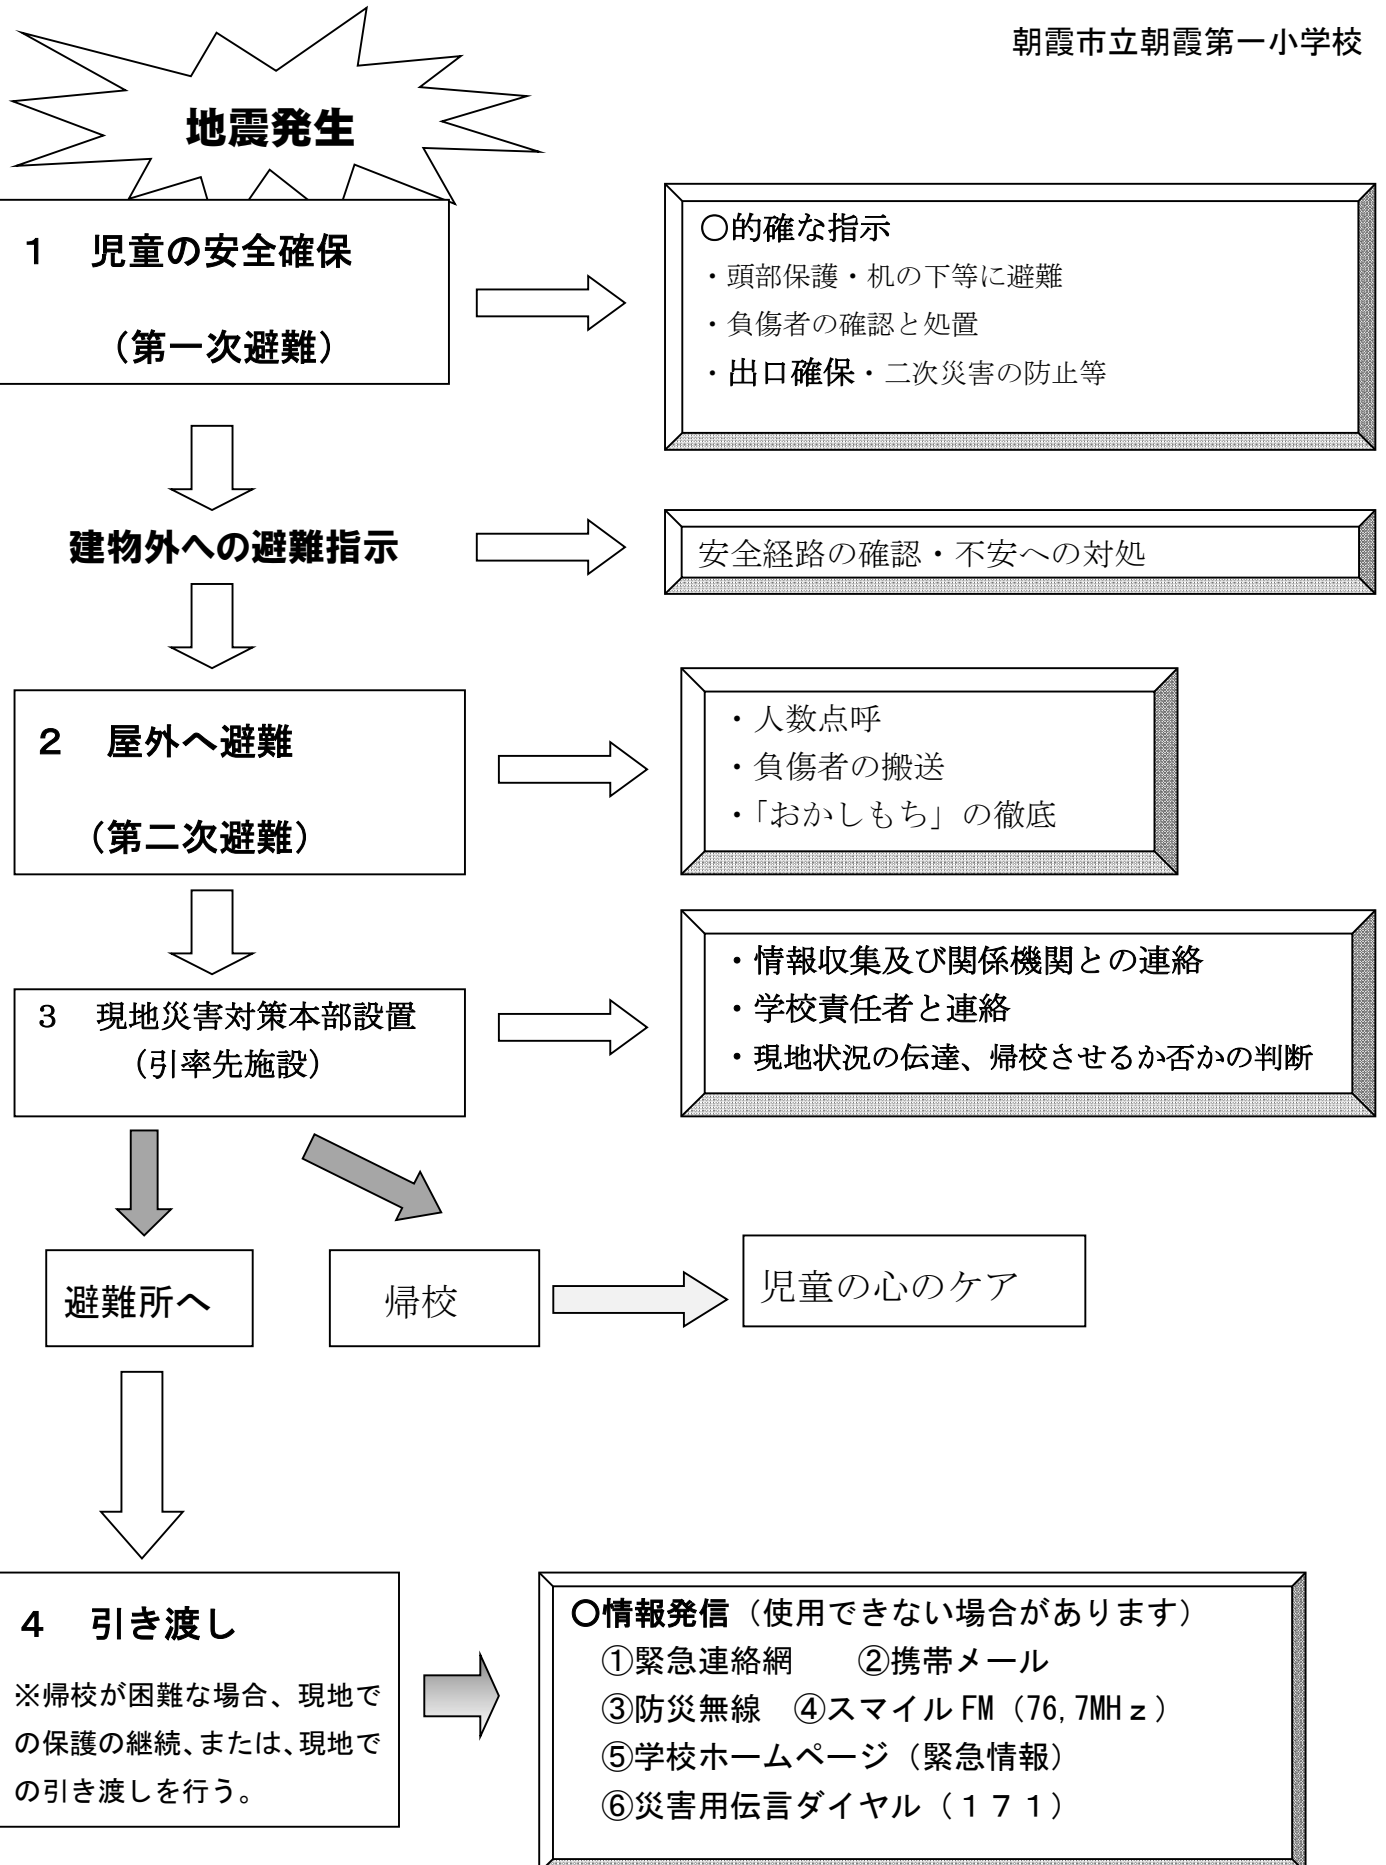 朝霞市立朝霞第一小学校
地震発生
１　児童の安全確保
（第一次避難）
〇的確な指示
・頭部保護・机の下等に避難
・負傷者の確認と処置
・出口確保・二次災害の防止等
建物外への避難指示
安全経路の確認・不安への対処
２　屋外へ避難
（第二次避難）
・人数点呼
・負傷者の搬送
・「おかしもち」の徹底
３　現地災害対策本部設置
（引率先施設）
・情報収集及び関係機関との連絡
・学校責任者と連絡
・現地状況の伝達、帰校させるか否かの判断
避難所へ
帰校
児童の心のケア
４　引き渡し
※帰校が困難な場合、現地で
の保護の継続、または、現地で
の引き渡しを行う。
〇情報発信（使用できない場合があります）
①緊急連絡網　　②携帯メール
③防災無線　④スマイル FM（76,7MHｚ）
⑤学校ホームページ（緊急情報）
⑥災害用伝言ダイヤル（１７１）